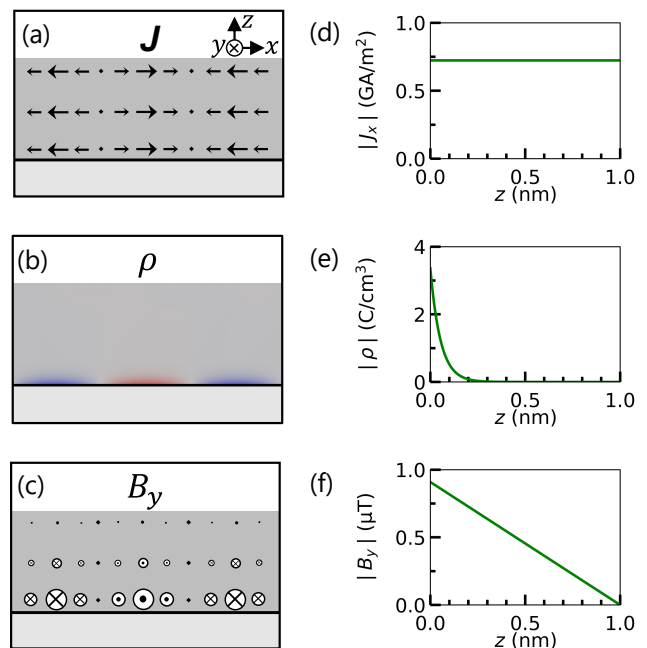 (a)
J
z
y
x
(d)
| Jₓ | (GA/m²)
1.0
0.5
0.0
0.0
0.5
1.0
z (nm)
(b)
ρ
(e)
| ρ | (C/cm³)
4
2
0
0.0
0.5
1.0
z (nm)
(c)
B_y
(f)
| B_y | (μT)
1.0
0.5
0.0
0.0
0.5
1.0
z (nm)